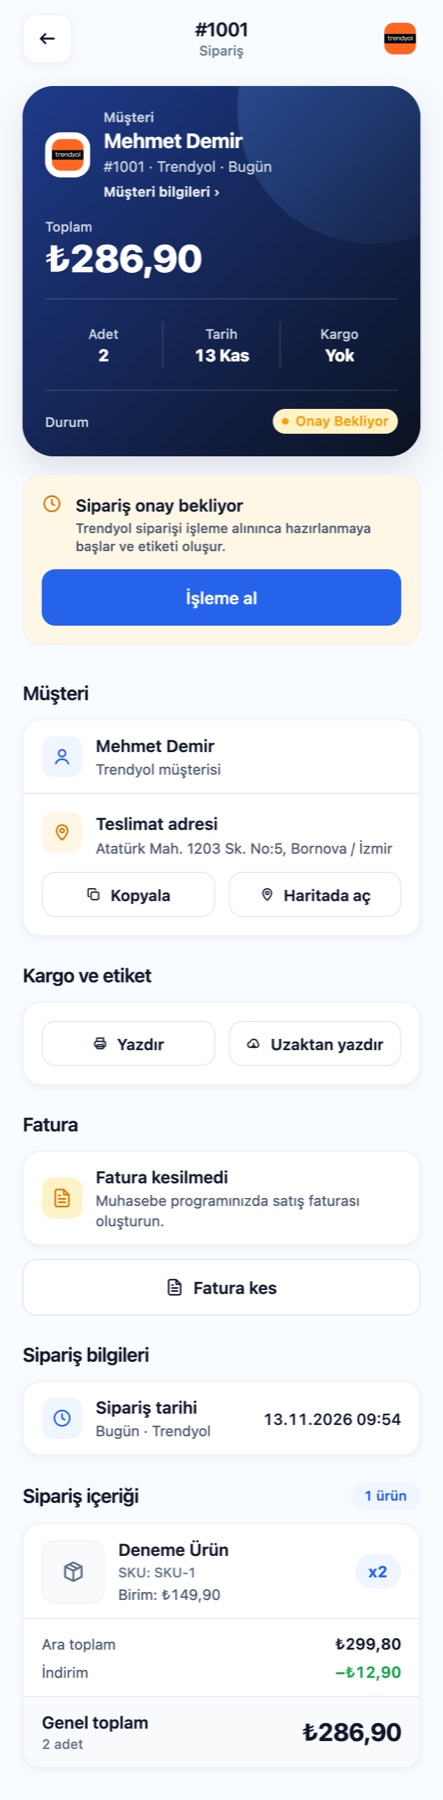 #1001
Sipariş
trendyol
Müşteri
Mehmet Demir
trendyol
#1001 · Trendyol · Bugün
Müşteri bilgileri ›
Toplam
₺286,90
Adet
2
Tarih
13 Kas
Kargo
Yok
Durum
Onay Bekliyor
Sipariş onay bekliyor
Trendyol siparişi işleme alınınca hazırlanmaya
başlar ve etiketi oluşur.
İşleme al
Müşteri
Mehmet Demir
Trendyol müşterisi
Teslimat adresi
Atatürk Mah. 1203 Sk. No:5, Bornova / İzmir
Kopyala
Haritada aç
Kargo ve etiket
Yazdır
Uzaktan yazdır
Fatura
Fatura kesilmedi
Muhasebe programınızda satış faturası
oluşturun.
Fatura kes
Sipariş bilgileri
Sipariş tarihi
Bugün · Trendyol
13.11.2026 09:54
Sipariş içeriği
1 ürün
Deneme Ürün
SKU: SKU-1
Birim: ₺149,90
x2
Ara toplam
₺299,80
İndirim
−₺12,90
Genel toplam
2 adet
₺286,90